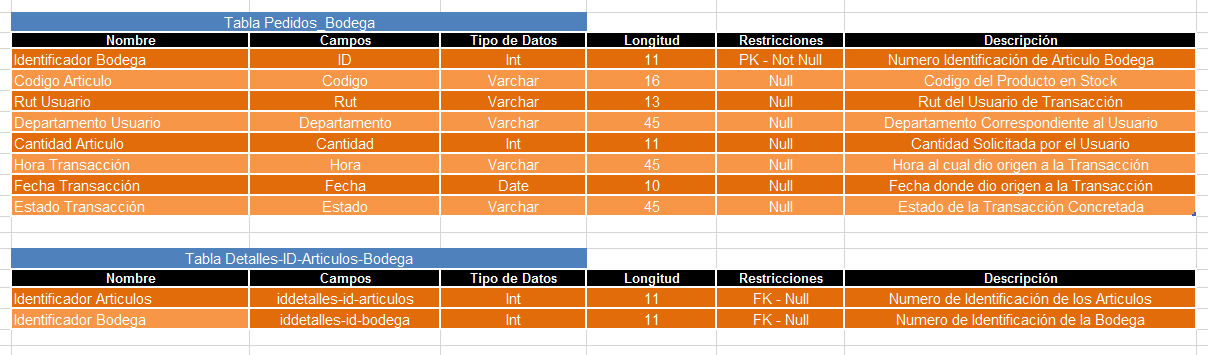 Tabla Pedidos_Bodega
Nombre Campos Tipo de Datos Longitud Restricciones Descripción
Identificador Bodega ID Int 11 PK - Not Null Numero Identificación de Articulo Bodega
Codigo Articulo Codigo Varchar 16 Null Codigo del Producto en Stock
Rut Usuario Rut Varchar 13 Null Rut del Usuario de Transacción
Departamento Usuario Departamento Varchar 45 Null Departamento Correspondiente al Usuario
Cantidad Articulo Cantidad Int 11 Null Cantidad Solicitada por el Usuario
Hora Transacción Hora Varchar 45 Null Hora al cual dio origen a la Transacción
Fecha Transacción Fecha Date 10 Null Fecha donde dio origen a la Transacción
Estado Transacción Estado Varchar 45 Null Estado de la Transacción Concretada
Tabla Detalles-ID-Articulos-Bodega
Nombre Campos Tipo de Datos Longitud Restricciones Descripción
Identificador Articulos iddetalles-id-articulos Int 11 FK - Null Numero de Identificación de los Articulos
Identificador Bodega iddetalles-id-bodega Int 11 FK - Null Numero de Identificación de la Bodega